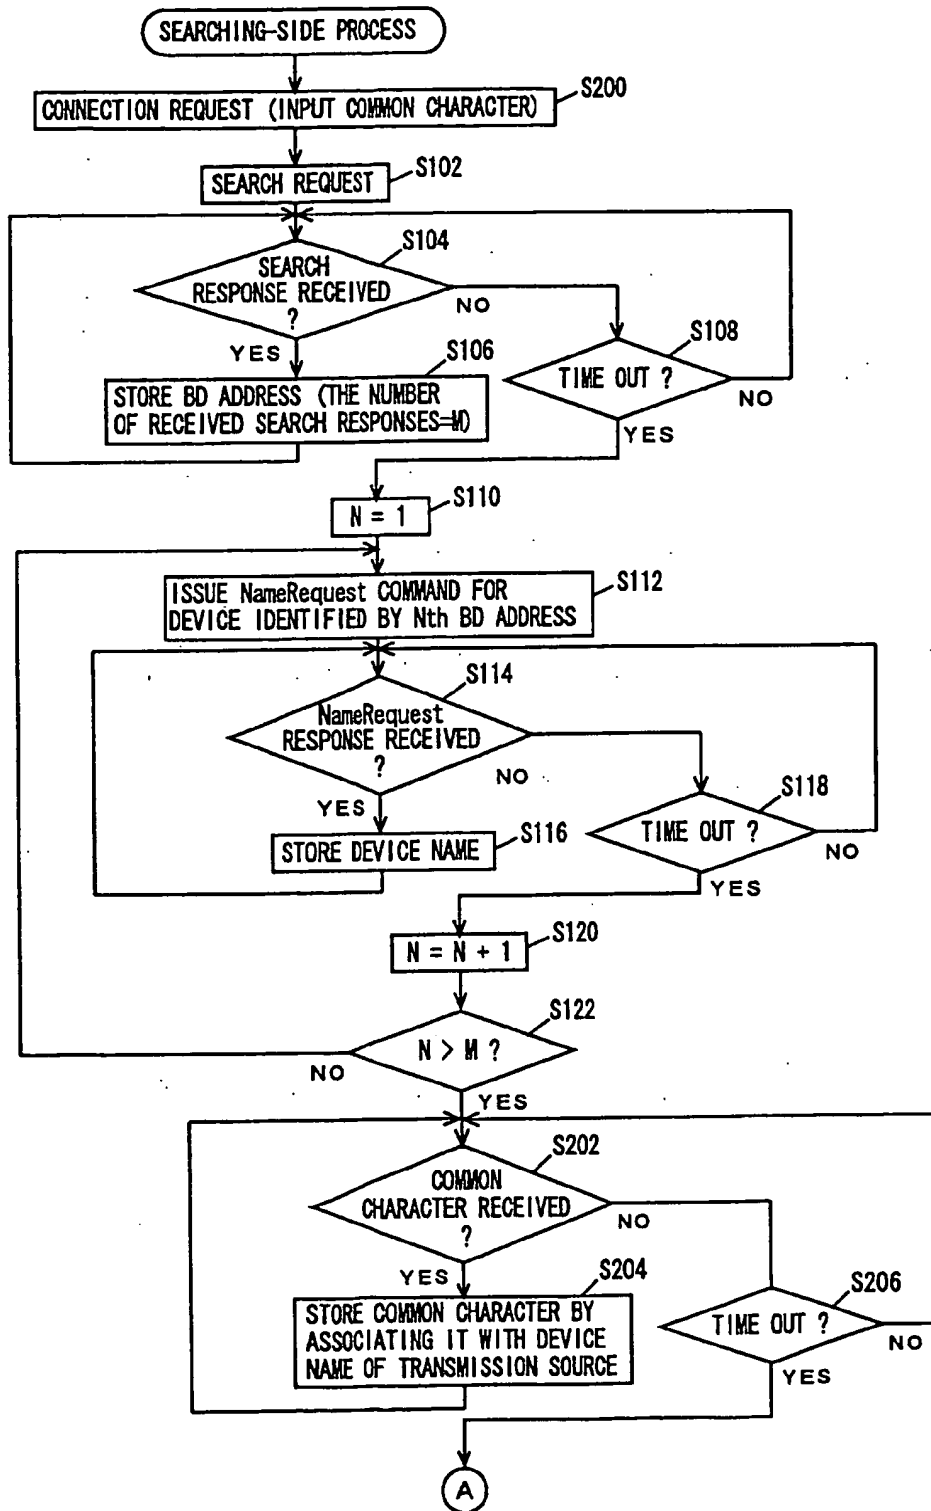 SEARCHING-SIDE PROCESS
S200
CONNECTION REQUEST (INPUT COMMON CHARACTER)
S102
SEARCH REQUEST
S104
SEARCH
RESPONSE RECEIVED
?
NO
YES
S108
TIME OUT ?
NO
YES
S106
STORE BD ADDRESS (THE NUMBER
OF RECEIVED SEARCH RESPONSES=M)
S110
N = 1
S112
ISSUE NameRequest COMMAND FOR
DEVICE IDENTIFIED BY Nth BD ADDRESS
S114
NameRequest
RESPONSE RECEIVED
?
NO
YES
S118
TIME OUT ?
NO
YES
S116
STORE DEVICE NAME
S120
N = N + 1
S122
N > M ?
NO
YES
S202
COMMON
CHARACTER RECEIVED
?
NO
YES
S204
STORE COMMON CHARACTER BY
ASSOCIATING IT WITH DEVICE
NAME OF TRANSMISSION SOURCE
S206
TIME OUT ?
NO
YES
A